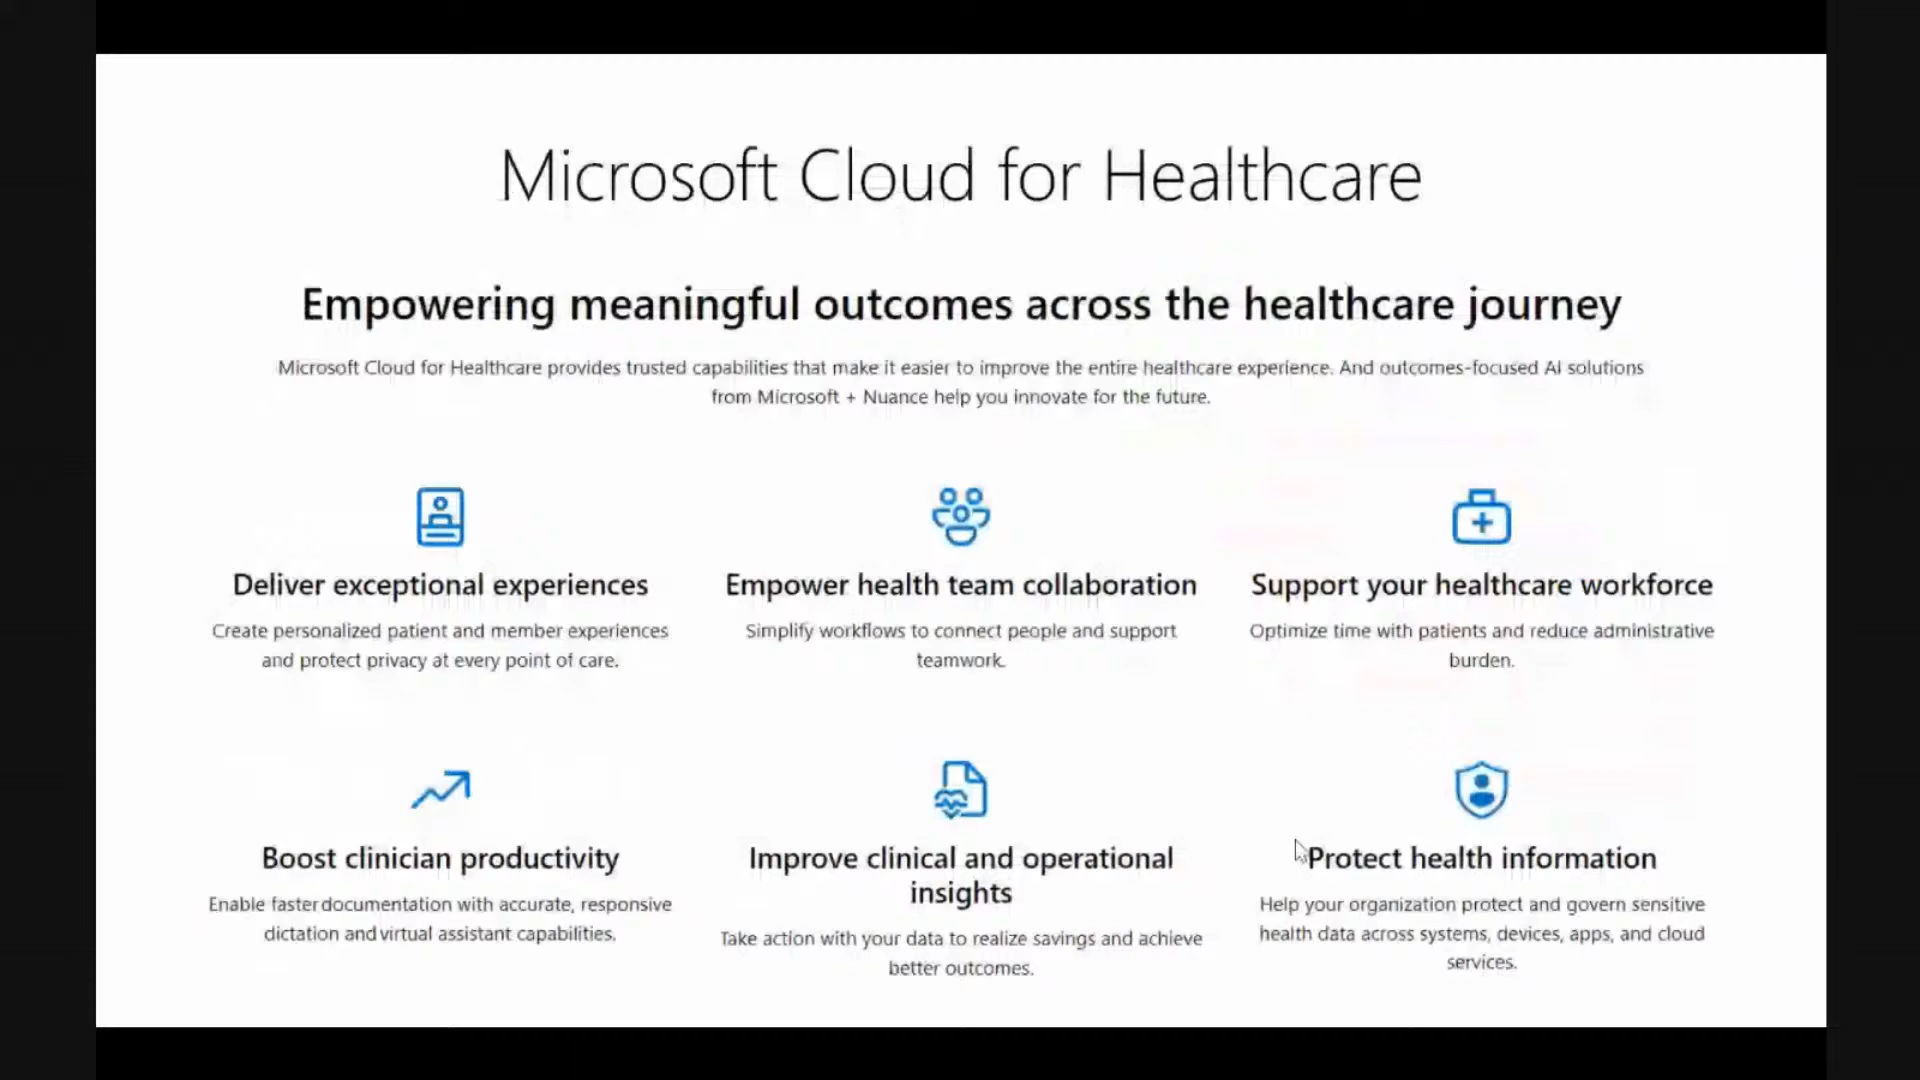 Microsoft Cloud for Healthcare
Empowering meaningful outcomes across the healthcare journey
Microsoft Cloud for Healthcare provides trusted capabilities that make it easier to improve the entire healthcare experience. And outcomes-focused AI solutions
from Microsoft + Nuance help you innovate for the future.
Deliver exceptional experiences
Create personalized patient and member experiences
and protect privacy at every point of care.
Empower health team collaboration
Simplify workflows to connect people and support
teamwork.
Support your healthcare workforce
Optimize time with patients and reduce administrative
burden.
Boost clinician productivity
Enable faster documentation with accurate, responsive
dictation and virtual assistant capabilities.
Improve clinical and operational
insights
Take action with your data to realize savings and achieve
better outcomes.
Protect health information
Help your organization protect and govern sensitive
health data across systems, devices, apps, and cloud
services.